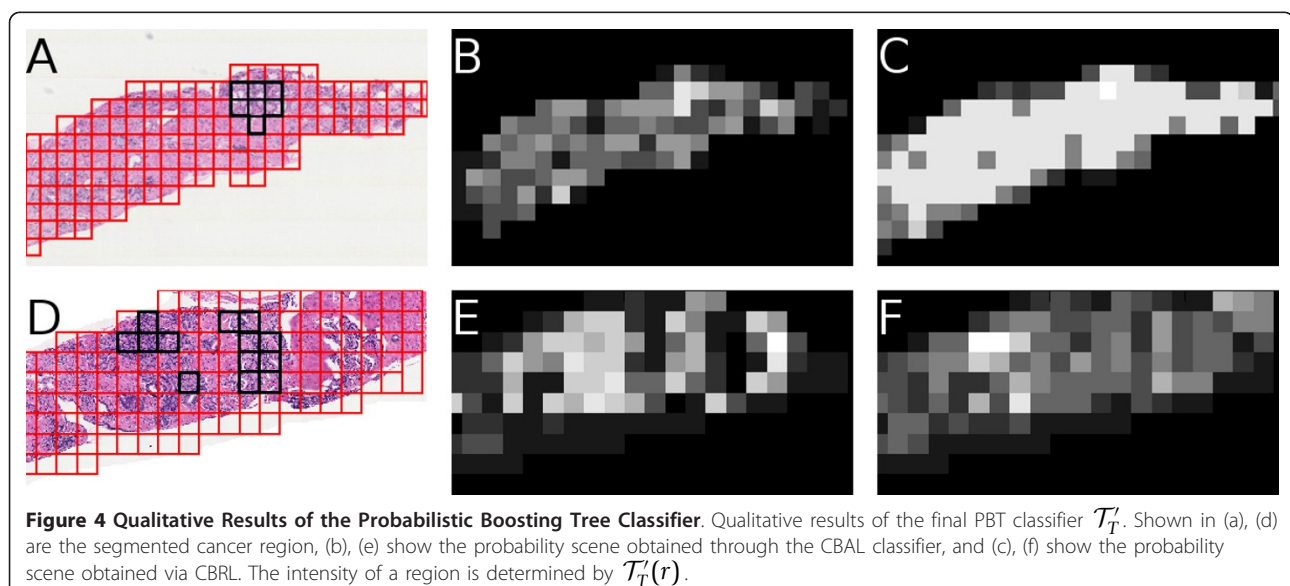 A
B
C
D
E
F
Figure 4 Qualitative Results of the Probabilistic Boosting Tree Classifier. Qualitative results of the final PBT classifier 𝒯′_T. Shown in (a), (d)
are the segmented cancer region, (b), (e) show the probability scene obtained through the CBAL classifier, and (c), (f) show the probability
scene obtained via CBRL. The intensity of a region is determined by 𝒯′_T(r).